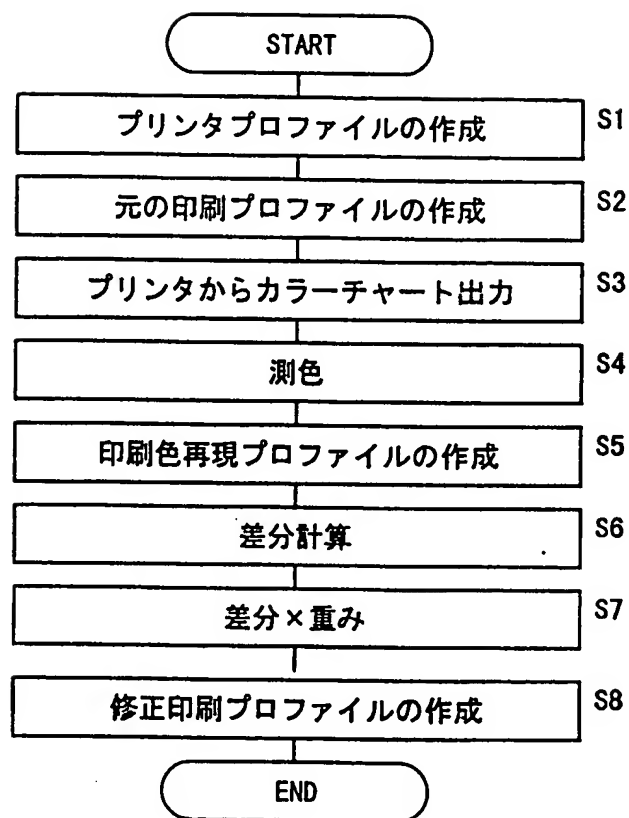 START
プリンタプロファイルの作成 S1
元の印刷プロファイルの作成 S2
プリンタからカラーチャート出力 S3
測色 S4
印刷色再現プロファイルの作成 S5
差分計算 S6
差分×重み S7
修正印刷プロファイルの作成 S8
END